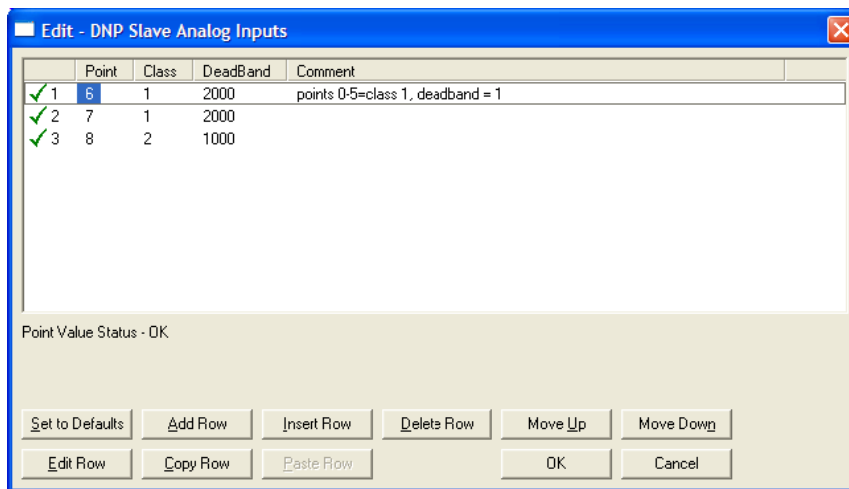 Edit - DNP Slave Analog Inputs
Point Class DeadBand Comment
1 6 1 2000 points 0-5=class 1, deadband = 1
2 7 1 2000
3 8 2 1000
Point Value Status - OK
Set to Defaults Add Row Insert Row Delete Row Move Up Move Down
Edit Row Copy Row Paste Row OK Cancel